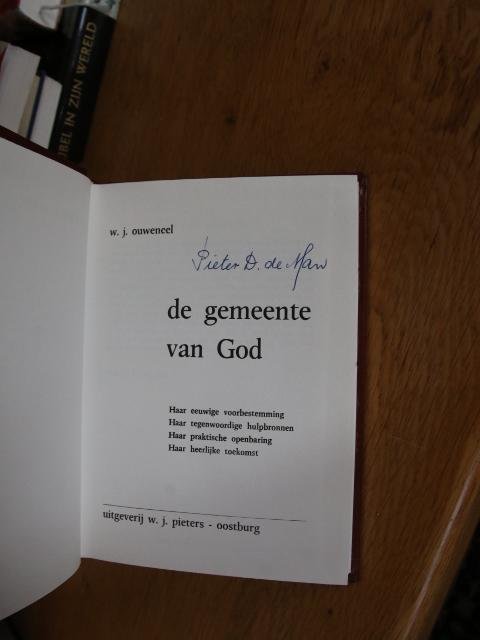 BEL IN ZIJN WERELD
w. j. ouweneel
Pieter D. de Man
de gemeente
van God
Haar eeuwige voorbestemming
Haar tegenwoordige hulpbronnen
Haar praktische openbaring
Haar heerlijke toekomst
uitgeverij w. j. pieters - oostburg